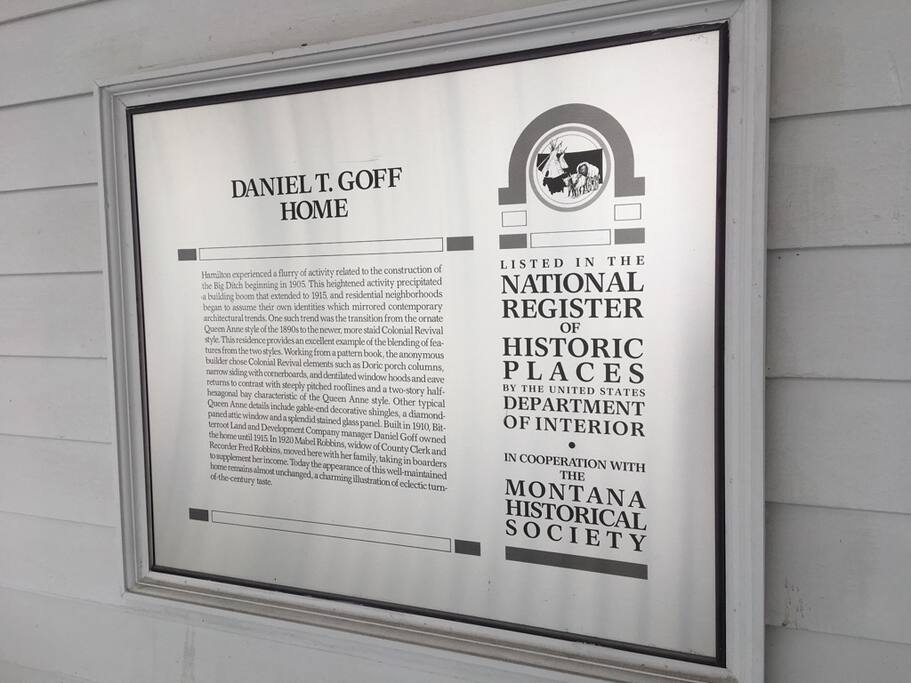 DANIEL T. GOFF
HOME
Hamilton experienced a flurry of activity related to the construction of
the Big Ditch beginning in 1905. This heightened activity precipitated
a building boom that extended to 1915, and residential neighborhoods
began to assume their own identities which mirrored contemporary
architectural trends. One such trend was the transition from the ornate
Queen Anne style of the 1890s to the newer, more staid Colonial Revival
style. This residence provides an excellent example of the blending of fea-
tures from the two styles. Working from a pattern book, the anonymous
builder chose Colonial Revival elements such as Doric porch columns,
narrow siding with cornerboards, and dentilated window hoods and eave
returns to contrast with steeply pitched rooflines and a two-story half-
hexagonal bay characteristic of the Queen Anne style. Other typical
Queen Anne details include gable-end decorative shingles, a diamond-
paned attic window and a splendid stained glass panel. Built in 1910, Bit-
terroot Land and Development Company manager Daniel Goff owned
the home until 1915. In 1920 Mabel Robbins, widow of County Clerk and
Recorder Fred Robbins, moved here with her family, taking in boarders
to supplement her income. Today the appearance of this well-maintained
home remains almost unchanged, a charming illustration of eclectic turn-
of-the-century taste.
LISTED IN THE
NATIONAL
REGISTER
OF
HISTORIC
PLACES
BY THE UNITED STATES
DEPARTMENT
OF INTERIOR
•
IN COOPERATION WITH
THE
MONTANA
HISTORICAL
SOCIETY